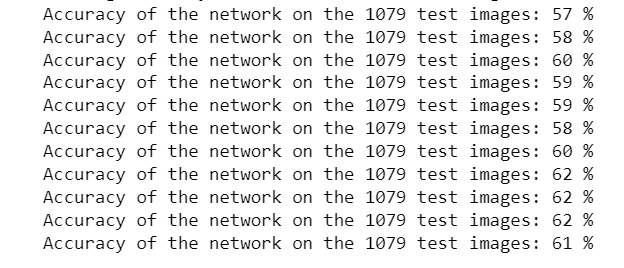 Accuracy of the network on the 1079 test images: 57 %
Accuracy of the network on the 1079 test images: 58 %
Accuracy of the network on the 1079 test images: 60 %
Accuracy of the network on the 1079 test images: 59 %
Accuracy of the network on the 1079 test images: 59 %
Accuracy of the network on the 1079 test images: 58 %
Accuracy of the network on the 1079 test images: 60 %
Accuracy of the network on the 1079 test images: 62 %
Accuracy of the network on the 1079 test images: 62 %
Accuracy of the network on the 1079 test images: 62 %
Accuracy of the network on the 1079 test images: 61 %